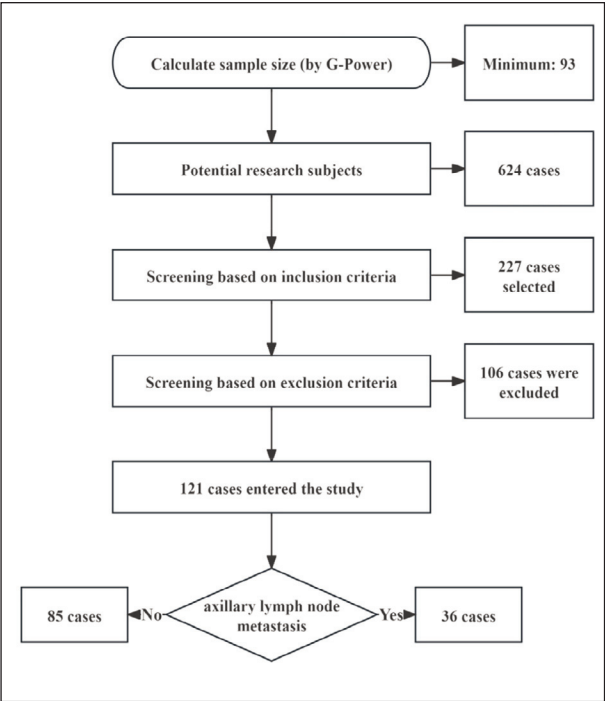 Calculate sample size (by G-Power)
Minimum: 93
Potential research subjects
624 cases
Screening based on inclusion criteria
227 cases
selected
Screening based on exclusion criteria
106 cases were
excluded
121 cases entered the study
85 cases
No
axillary lymph node
metastasis
Yes
36 cases